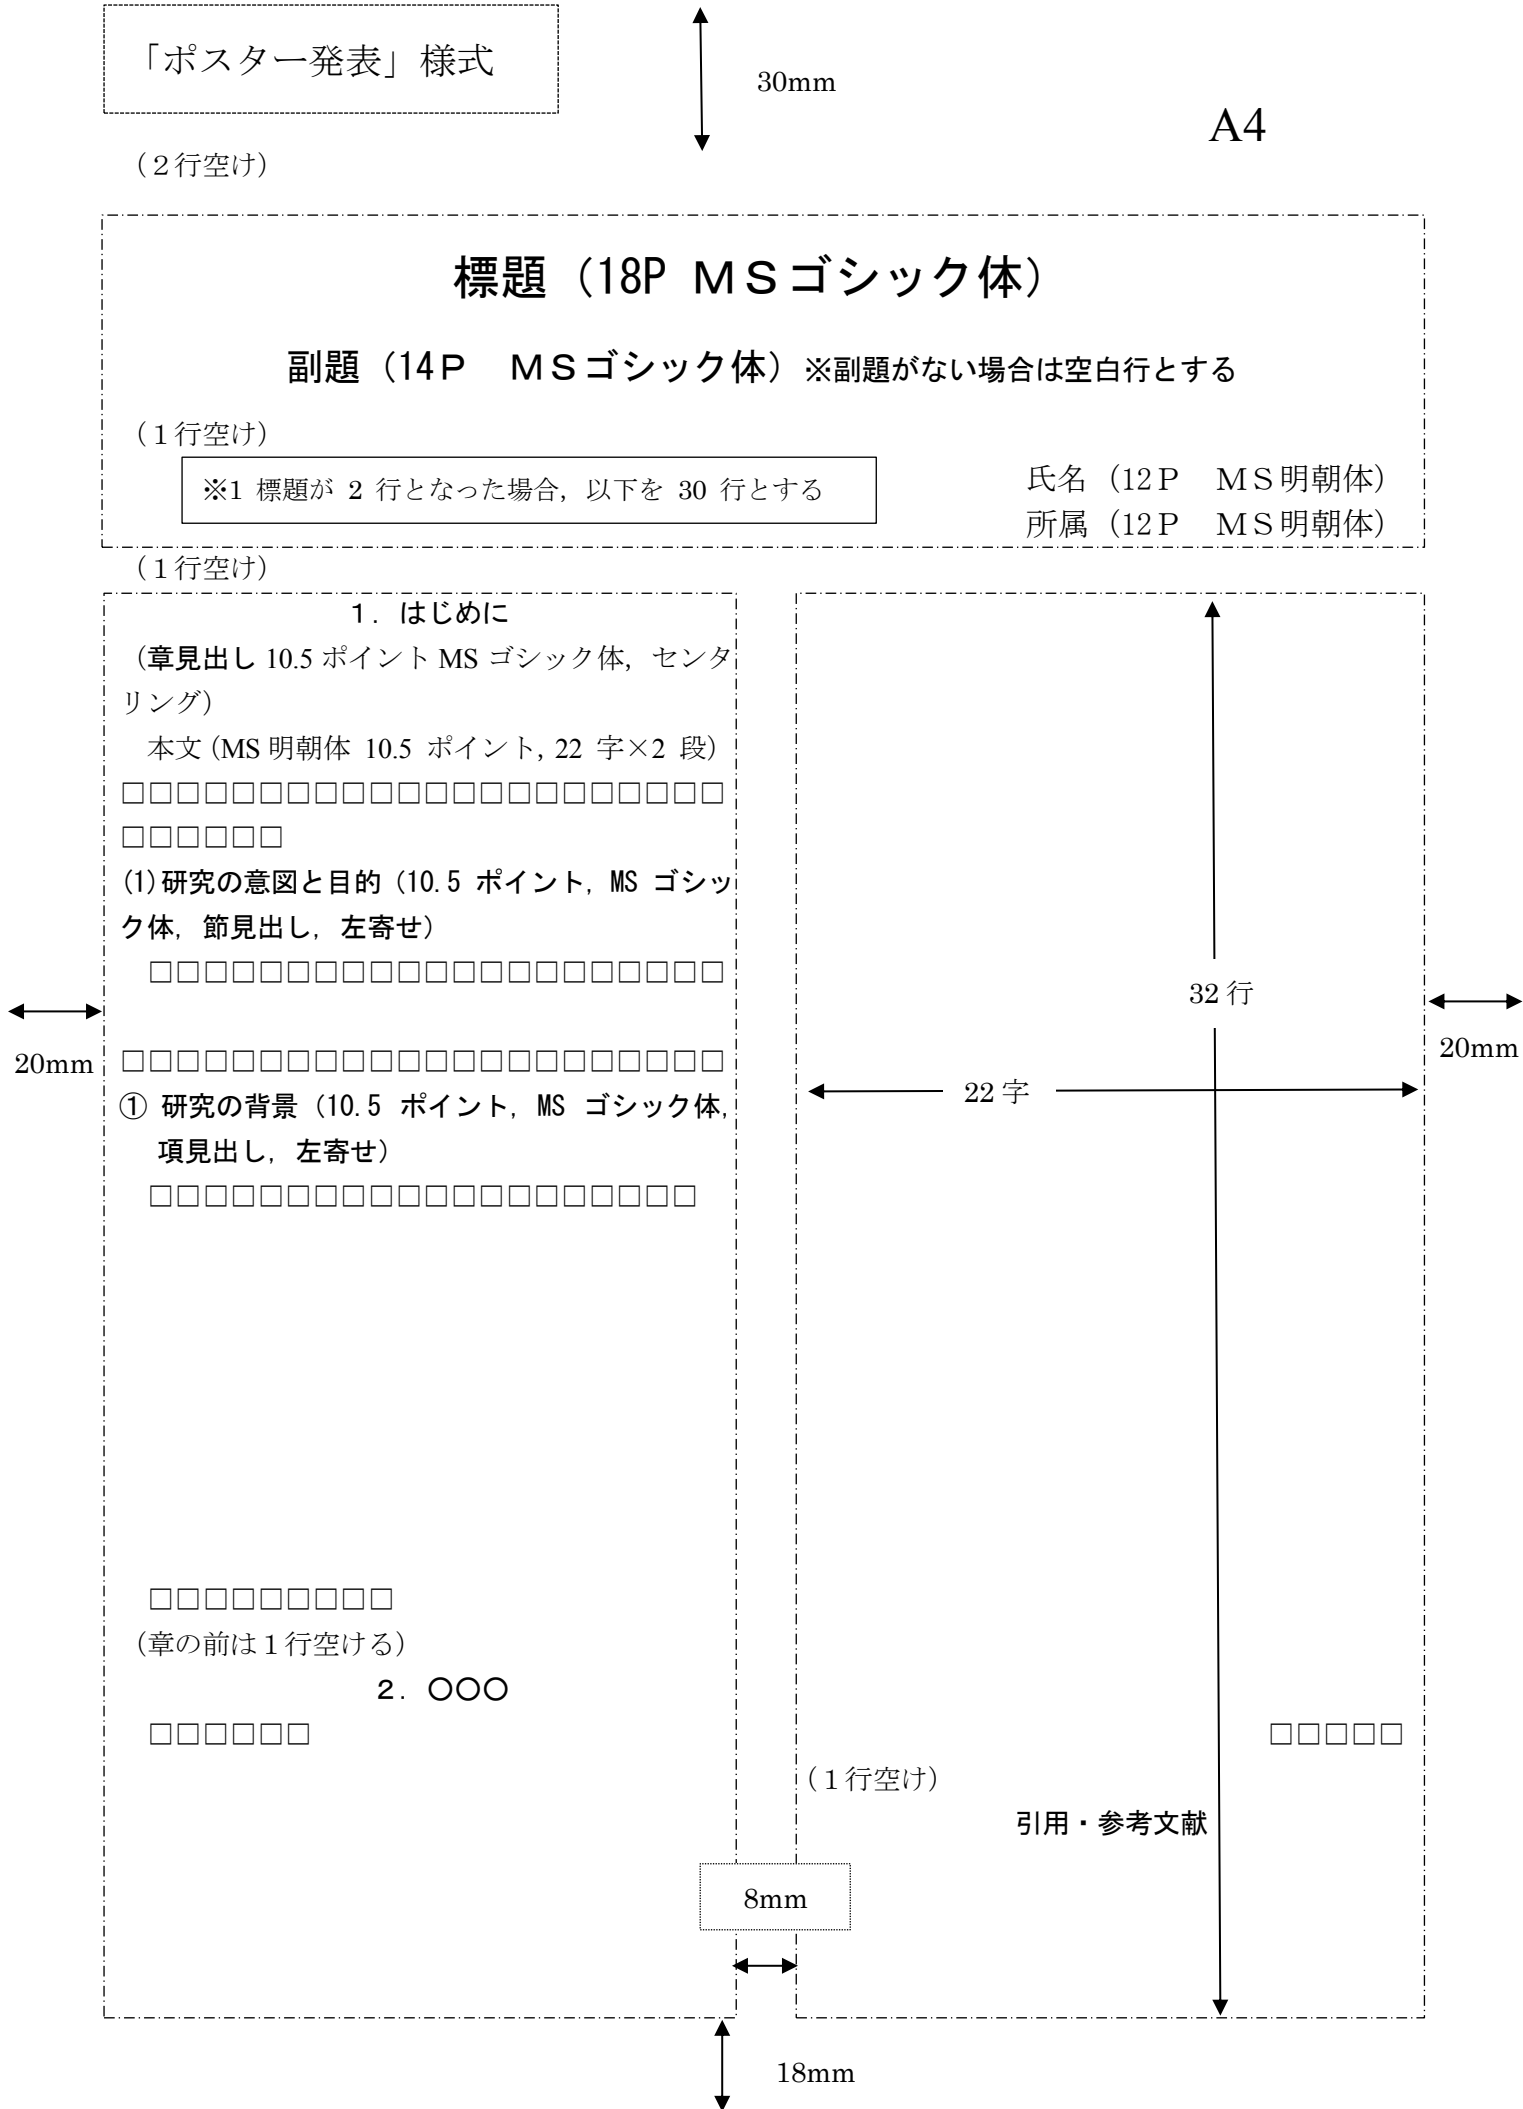 「ポスター発表」様式
30mm
A4
（２行空け）
標題（18P ＭＳゴシック体）
副題（14Ｐ　ＭＳゴシック体）※副題がない場合は空白行とする
（１行空け）
※1 標題が 2 行となった場合，以下を 30 行とする
氏名（12Ｐ　ＭＳ明朝体）
所属（12Ｐ　ＭＳ明朝体）
（１行空け）
１．はじめに
（章見出し 10.5 ポイント MS ゴシック体，センタ
リング）
本文（MS 明朝体 10.5 ポイント，22 字×2 段）
□□□□□□□□□□□□□□□□□□□□□□
□□□□□□
(1)研究の意図と目的（10.5 ポイント，MS ゴシッ
ク体，節見出し，左寄せ）
□□□□□□□□□□□□□□□□□□□□□
20mm
□□□□□□□□□□□□□□□□□□□□□□
① 研究の背景（10.5 ポイント，MS ゴシック体，
項見出し，左寄せ）
□□□□□□□□□□□□□□□□□□□□
□□□□□□□□□
（章の前は１行空ける）
２．○○○
□□□□□□
32 行
20mm
22 字
□□□□□
（１行空け）
引用・参考文献
8mm
18mm